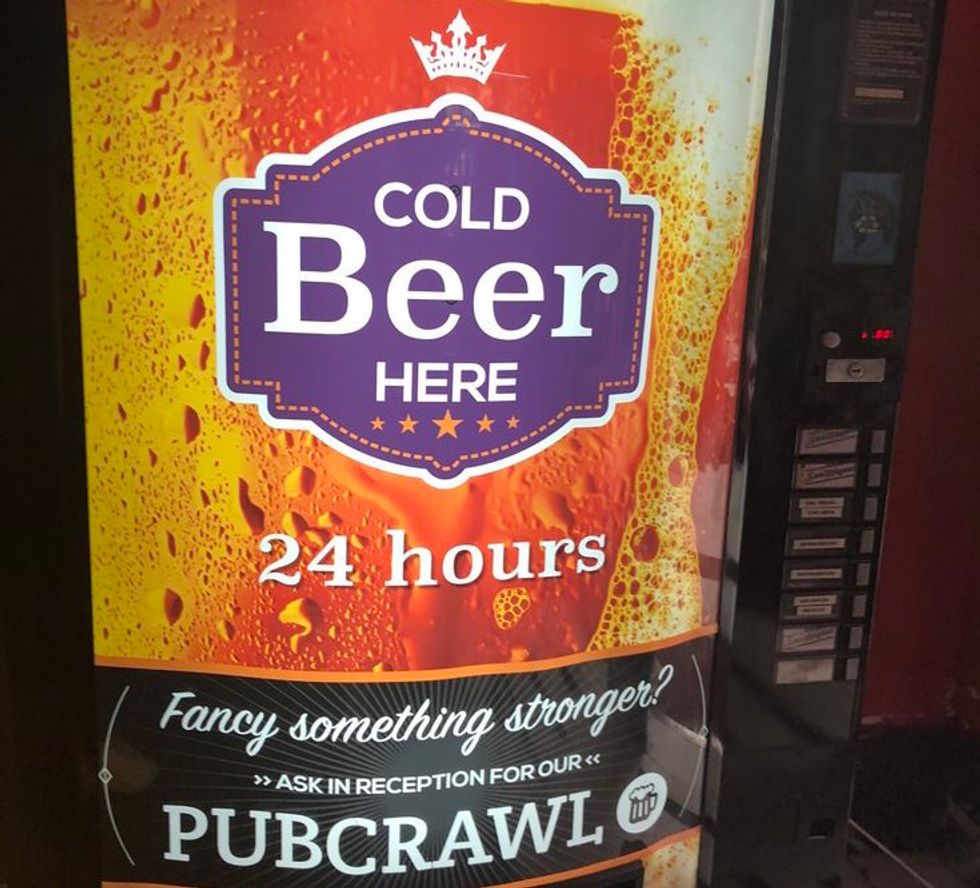 COLD
Beer
HERE
24 hours
Fancy something stronger?
» ASK IN RECEPTION FOR OUR «
PUBCRAWL